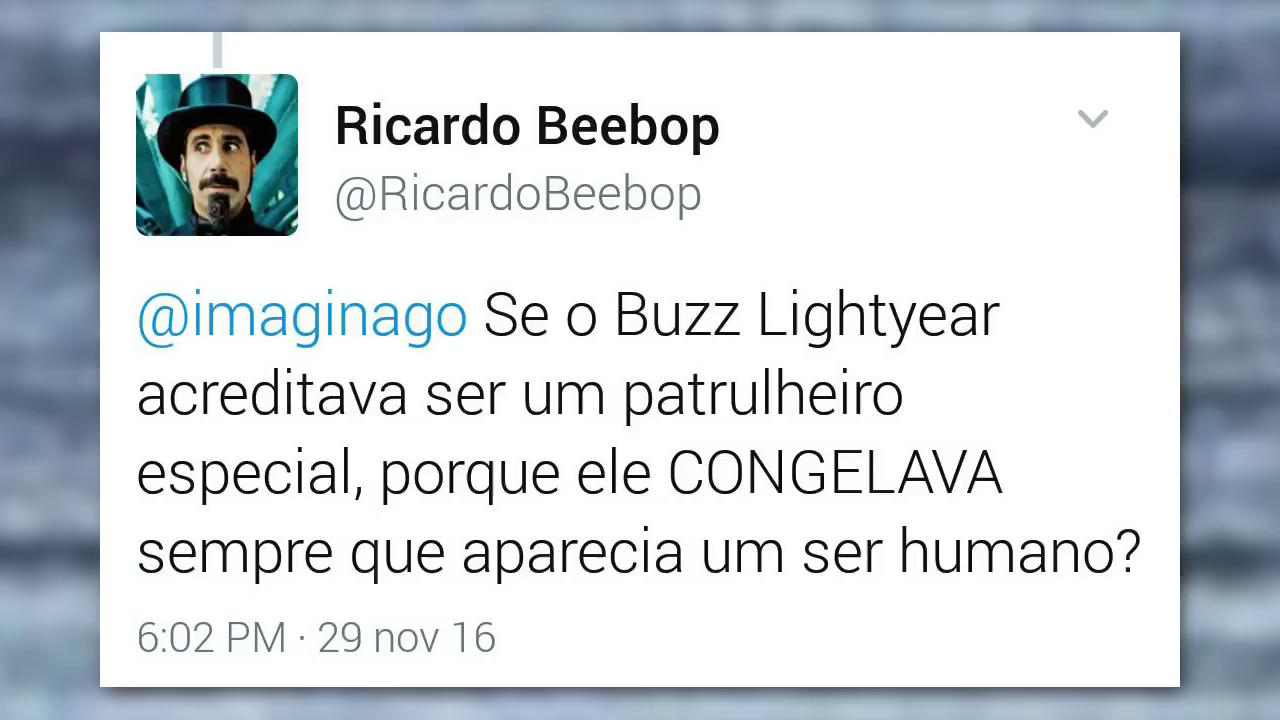 Ricardo Beebop
@RicardoBeebop
@imaginago Se o Buzz Lightyear
acreditava ser um patrulheiro
especial, porque ele CONGELAVA
sempre que aparecia um ser humano?
6:02 PM · 29 nov 16